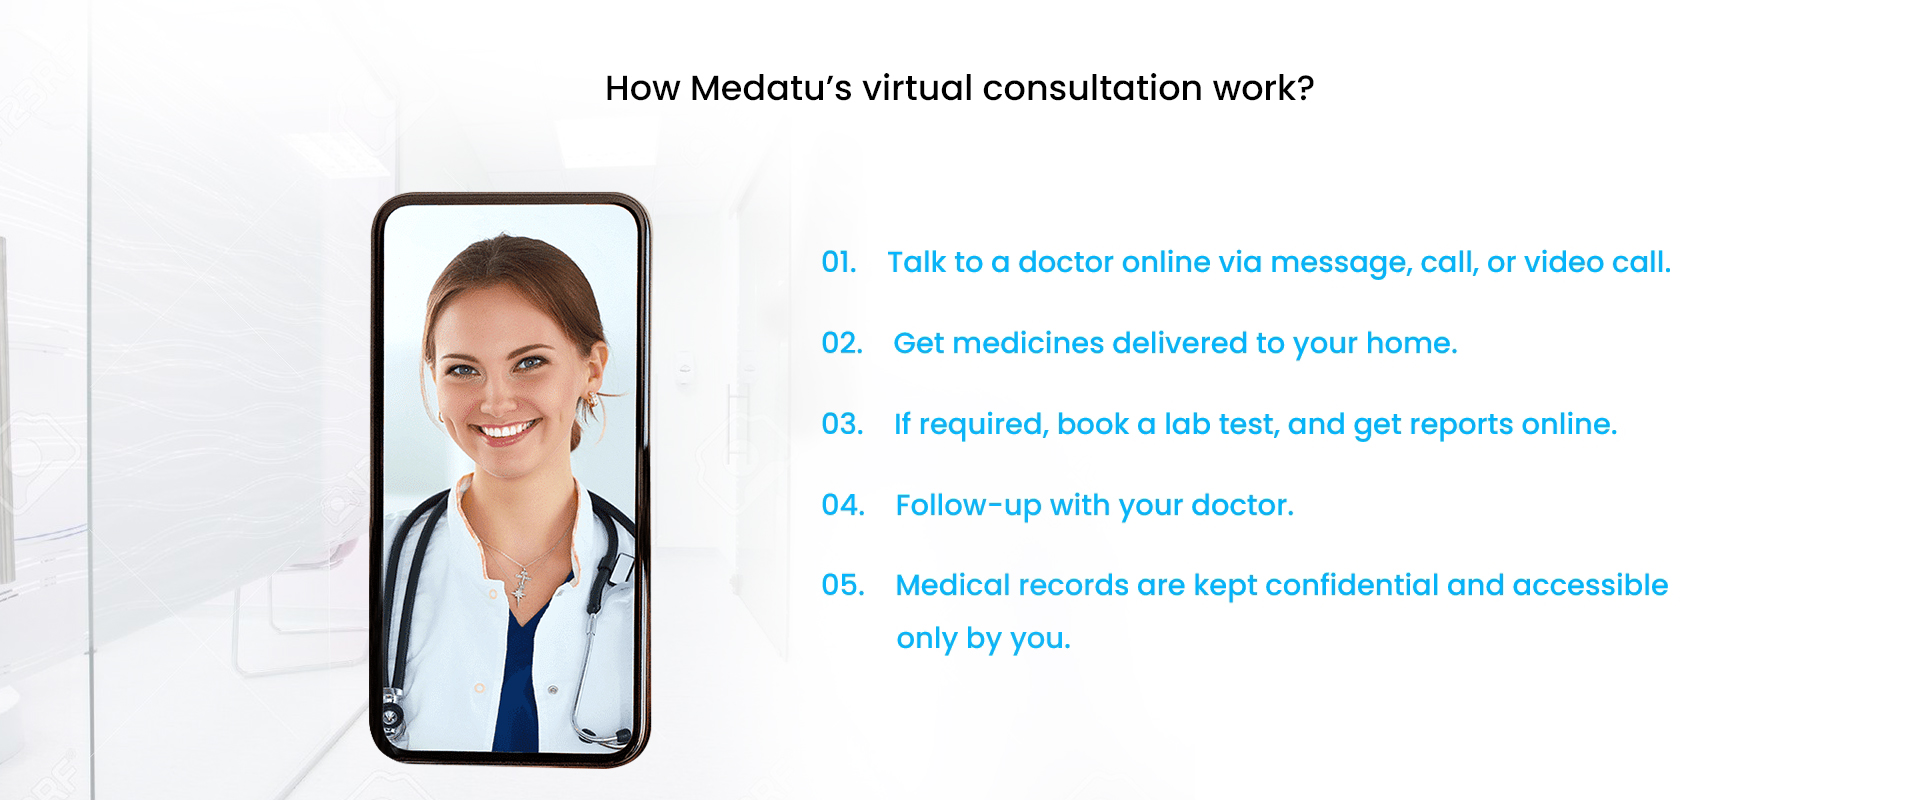 How Medatu’s virtual consultation work?
01. Talk to a doctor online via message, call, or video call.
02. Get medicines delivered to your home.
03. If required, book a lab test, and get reports online.
04. Follow-up with your doctor.
05. Medical records are kept confidential and accessible
only by you.